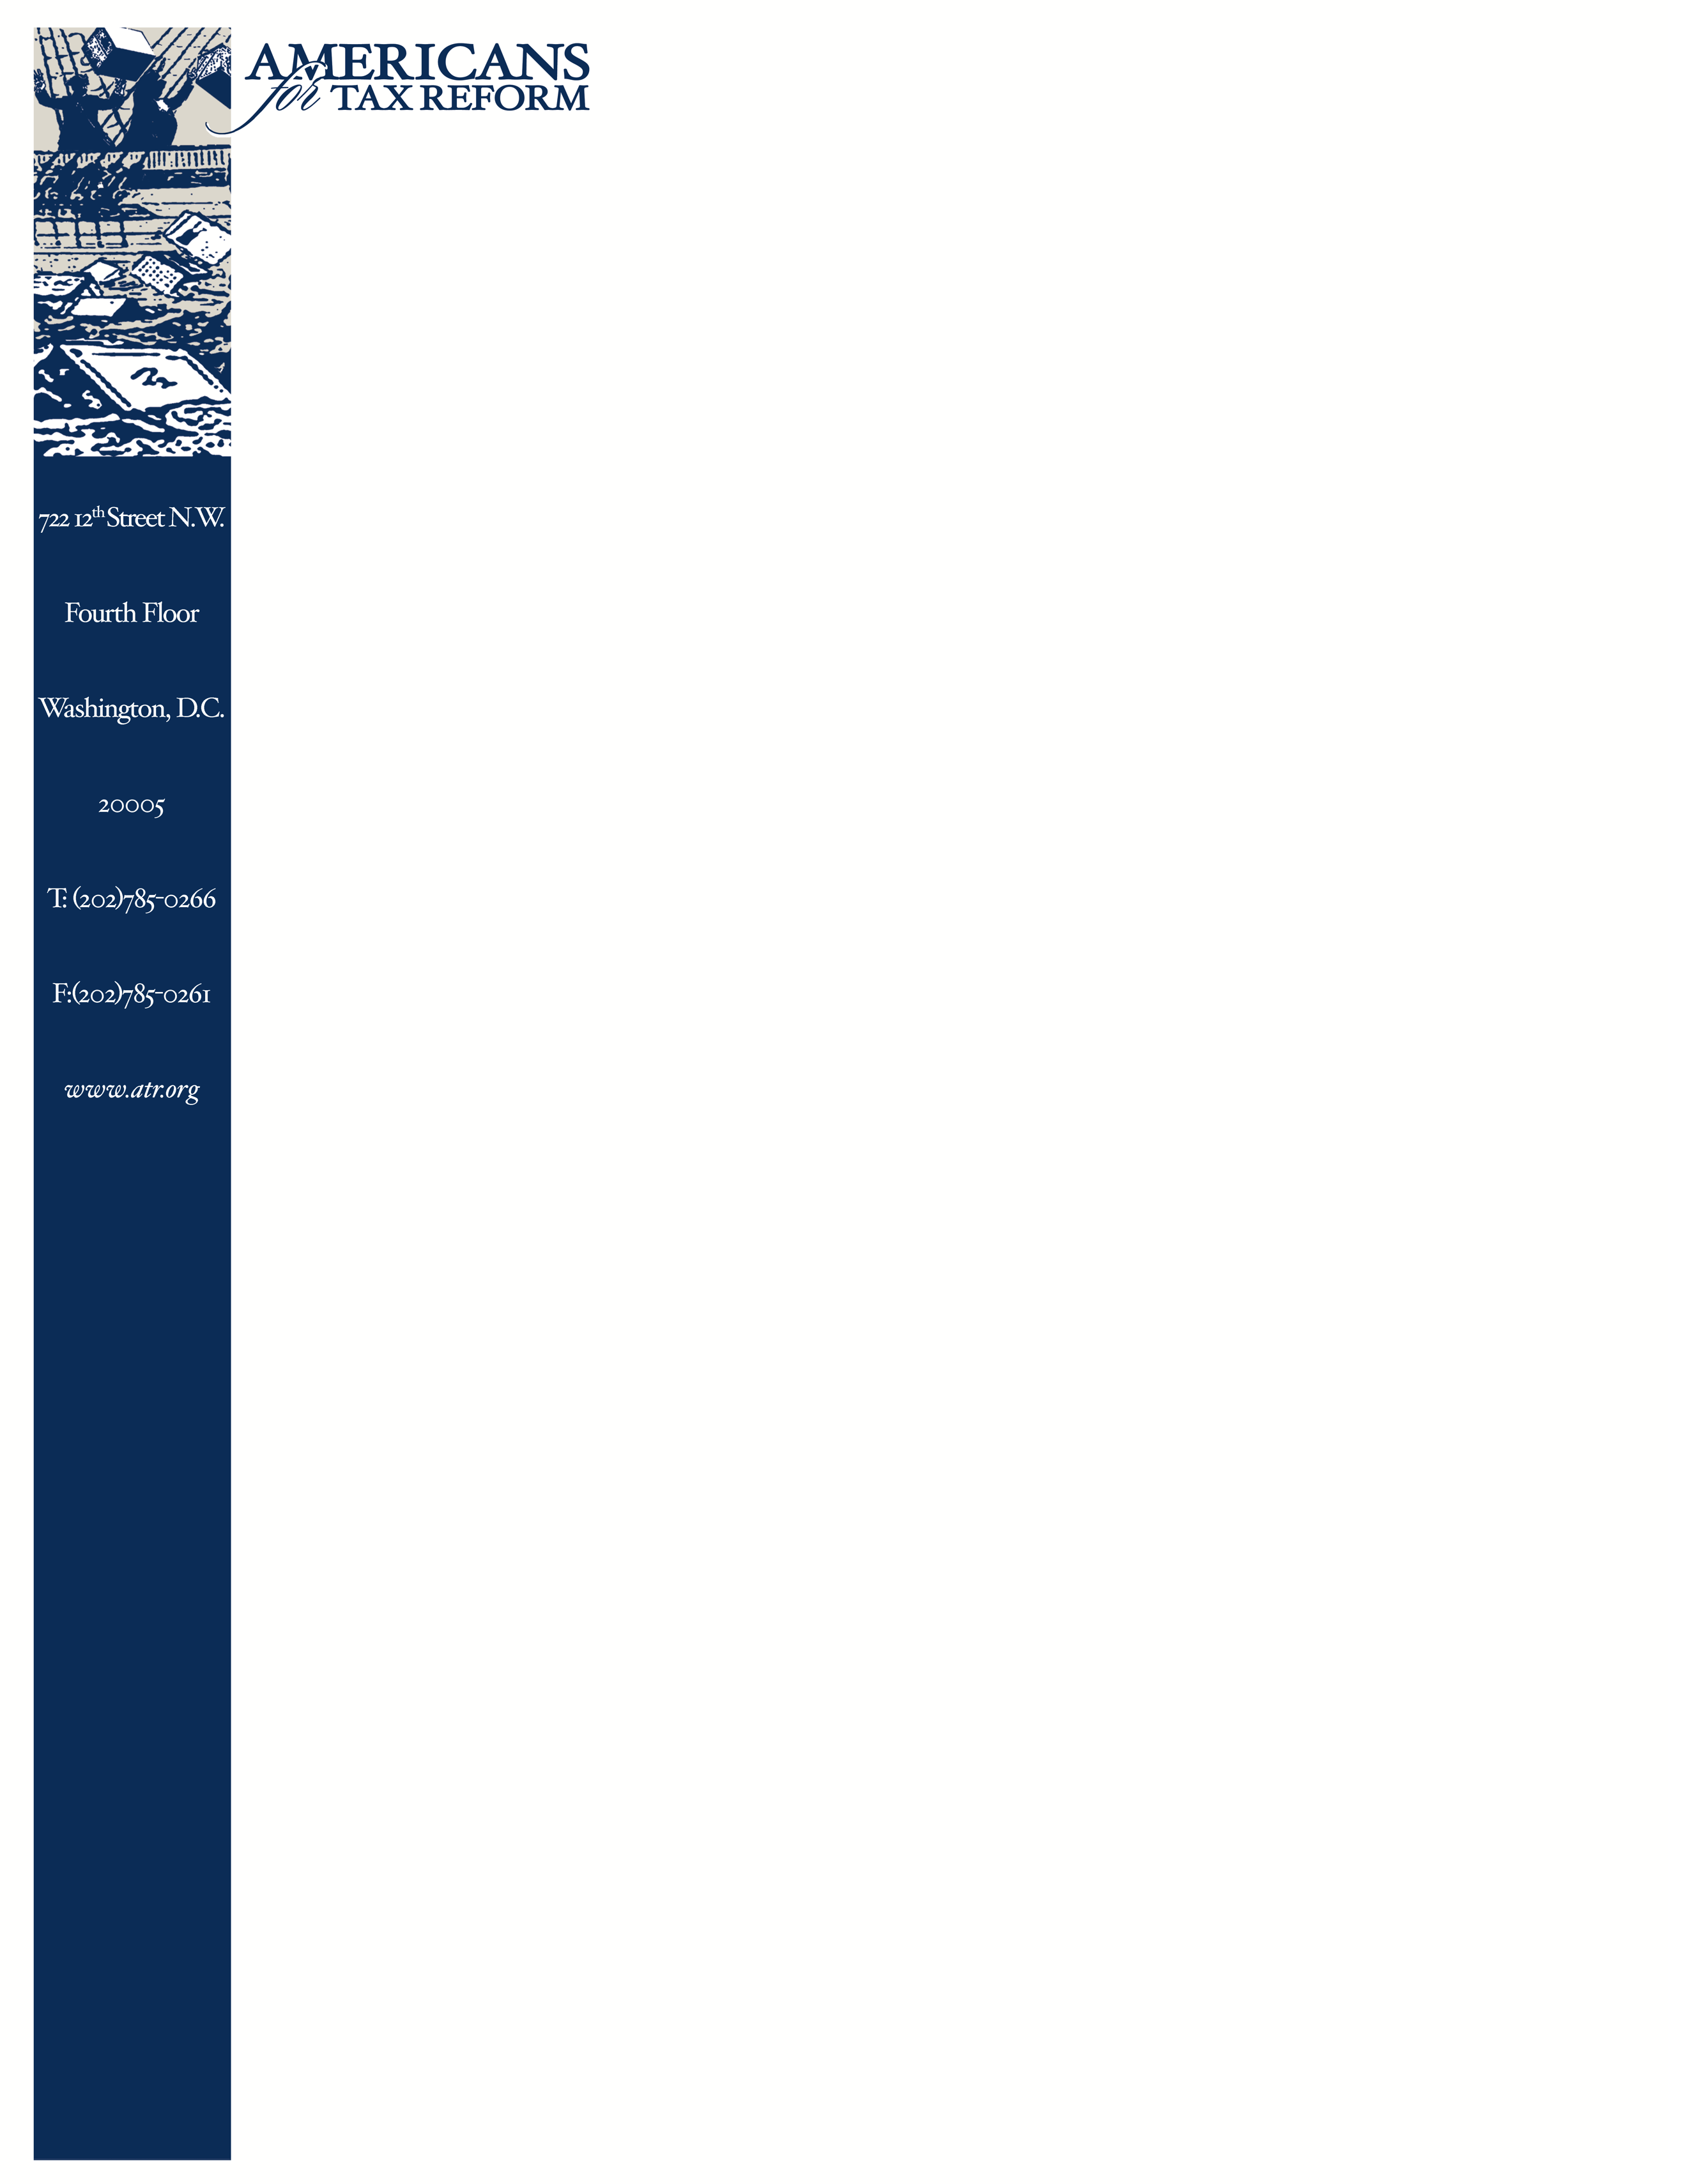 AMERICANS
for TAX REFORM
722 12th Street N.W.
Fourth Floor
Washington, D.C.
20005
T: (202)785-0266
F:(202)785-0261
www.atr.org